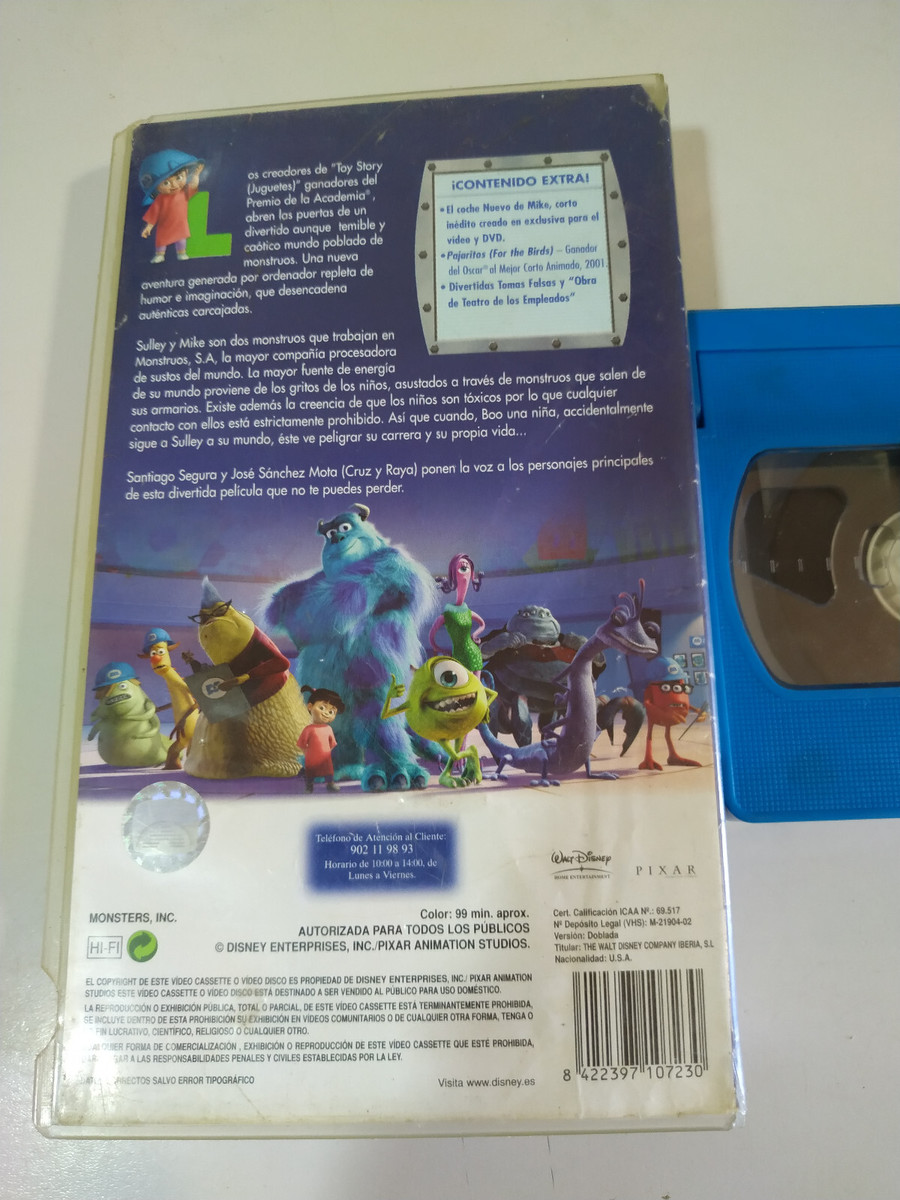 Los creadores de "Toy Story
(Juguetes)" ganadores del
Premio de la Academia®,
abren las puertas de un
divertido aunque temible y
caótico mundo poblado de
monstruos. Una nueva
aventura generada por ordenador repleta de
humor e imaginación, que desencadena
auténticas carcajadas.
¡CONTENIDO EXTRA!
• El coche Nuevo de Mike, corto
inédito creado en exclusiva para el
video y DVD.
• Pajaritos (For the Birds) – Ganador
del Oscar® al Mejor Corto Animado, 2001.
• Divertidas Tomas Falsas y "Obra
de Teatro de los Empleados"
Sulley y Mike son dos monstruos que trabajan en
Monstruos, S.A, la mayor compañía procesadora
de sustos del mundo. La mayor fuente de energía
de su mundo proviene de los gritos de los niños, asustados a través de monstruos que salen de
sus armarios. Existe además la creencia de que los niños son tóxicos por lo que cualquier
contacto con ellos está estrictamente prohibido. Así que cuando, Boo una niña, accidentalmente
sigue a Sulley a su mundo, éste ve peligrar su carrera y su propia vida...
Santiago Segura y José Sánchez Mota (Cruz y Raya) ponen la voz a los personajes principales
de esta divertida película que no te puedes perder.
Teléfono de Atención al Cliente:
902 11 98 93
Horario de 10:00 a 14:00, de
Lunes a Viernes.
WALT DISNEY
HOME ENTERTAINMENT
PIXAR
MONSTERS, INC.
HI-FI
Color: 99 min. aprox.
AUTORIZADA PARA TODOS LOS PÚBLICOS
© DISNEY ENTERPRISES, INC./PIXAR ANIMATION STUDIOS.
Cert. Calificación ICAA Nº.: 69.517
Nº Depósito Legal (VHS): M-21904-02
Versión: Doblada
Titular: THE WALT DISNEY COMPANY IBERIA, S.L
Nacionalidad: U.S.A.
EL COPYRIGHT DE ESTE VÍDEO CASSETTE O VÍDEO DISCO ES PROPIEDAD DE DISNEY ENTERPRISES, INC./ PIXAR ANIMATION
STUDIOS ESTE VÍDEO CASSETTE O VÍDEO DISCO ESTÁ DESTINADO A SER VENDIDO AL PÚBLICO PARA USO DOMÉSTICO.
LA REPRODUCCIÓN O EXHIBICIÓN PÚBLICA, TOTAL O PARCIAL, DE ESTE VÍDEO CASSETTE ESTÁ TERMINANTEMENTE PROHIBIDA,
SE INCLUYE DENTRO DE ESTA PROHIBICIÓN SU EXHIBICIÓN EN VÍDEOS COMUNITARIOS O DE CUALQUIER OTRA FORMA, TENGA O
FIN LUCRATIVO, CIENTÍFICO, RELIGIOSO O CUALQUIER OTRO.
FORMA DE COMERCIALIZACIÓN, EXHIBICIÓN O REPRODUCCIÓN DE ESTE VÍDEO CASSETTE QUE ESTÉ PROHIBIDA,
A LAS RESPONSABILIDADES PENALES Y CIVILES ESTABLECIDAS POR LA LEY.
SALVO ERROR TIPOGRÁFICO
Visita www.disney.es
8 422397 107230